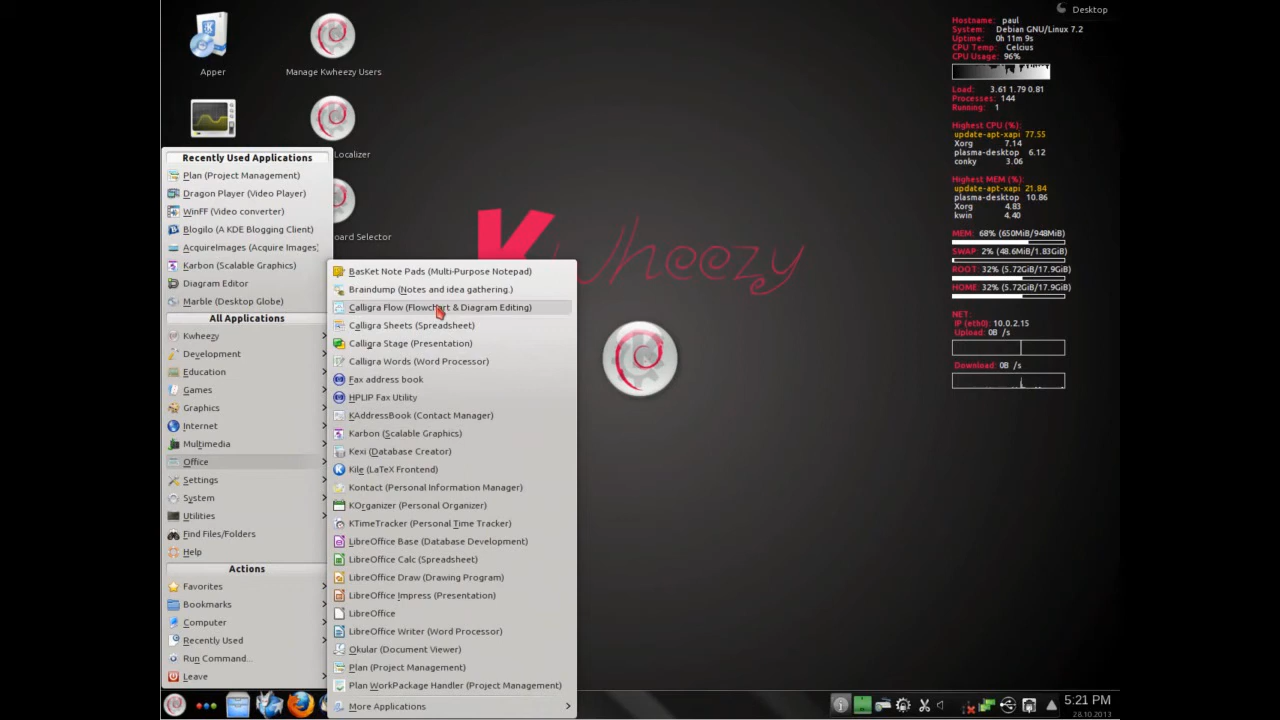 Desktop
Apper
Manage Kwheezy Users
Localizer
board Selector
Kwheezy
Hostname: paul
System: Debian GNU/Linux 7.2
Uptime: 0h 11m 9s
CPU Temp: Celcius
CPU Usage: 96%
Load: 3.61 1.79 0.81
Processes: 144
Running: 1
Highest CPU (%):
update-apt-xapi 77.55
Xorg 7.14
plasma-desktop 6.12
conky 3.06
Highest MEM (%):
update-apt-xapi 21.84
plasma-desktop 10.86
Xorg 4.83
kwin 4.40
MEM: 68% (650MiB/948MiB)
SWAP: 2% (48.6MiB/1.83GiB)
ROOT: 32% (5.72GiB/17.9GiB)
HOME: 32% (5.72GiB/17.9GiB)
NET:
IP (eth0): 10.0.2.15
Upload: 0B /s
Download: 0B /s
Recently Used Applications
Plan (Project Management)
Dragon Player (Video Player)
WinFF (Video converter)
Blogilo (A KDE Blogging Client)
AcquireImages (Acquire Images)
Karbon (Scalable Graphics)
Diagram Editor
Marble (Desktop Globe)
All Applications
Kwheezy
Development
Education
Games
Graphics
Internet
Multimedia
Office
Settings
System
Utilities
Find Files/Folders
Help
Actions
Favorites
Bookmarks
Computer
Recently Used
Run Command...
Leave
BasKet Note Pads (Multi-Purpose Notepad)
Braindump (Notes and idea gathering.)
Calligra Flow (Flowchart & Diagram Editing)
Calligra Sheets (Spreadsheet)
Calligra Stage (Presentation)
Calligra Words (Word Processor)
Fax address book
HPLIP Fax Utility
KAddressBook (Contact Manager)
Karbon (Scalable Graphics)
Kexi (Database Creator)
Kile (LaTeX Frontend)
Kontact (Personal Information Manager)
KOrganizer (Personal Organizer)
KTimeTracker (Personal Time Tracker)
LibreOffice Base (Database Development)
LibreOffice Calc (Spreadsheet)
LibreOffice Draw (Drawing Program)
LibreOffice Impress (Presentation)
LibreOffice
LibreOffice Writer (Word Processor)
Okular (Document Viewer)
Plan (Project Management)
Plan WorkPackage Handler (Project Management)
More Applications
5:21 PM
28.10.2013